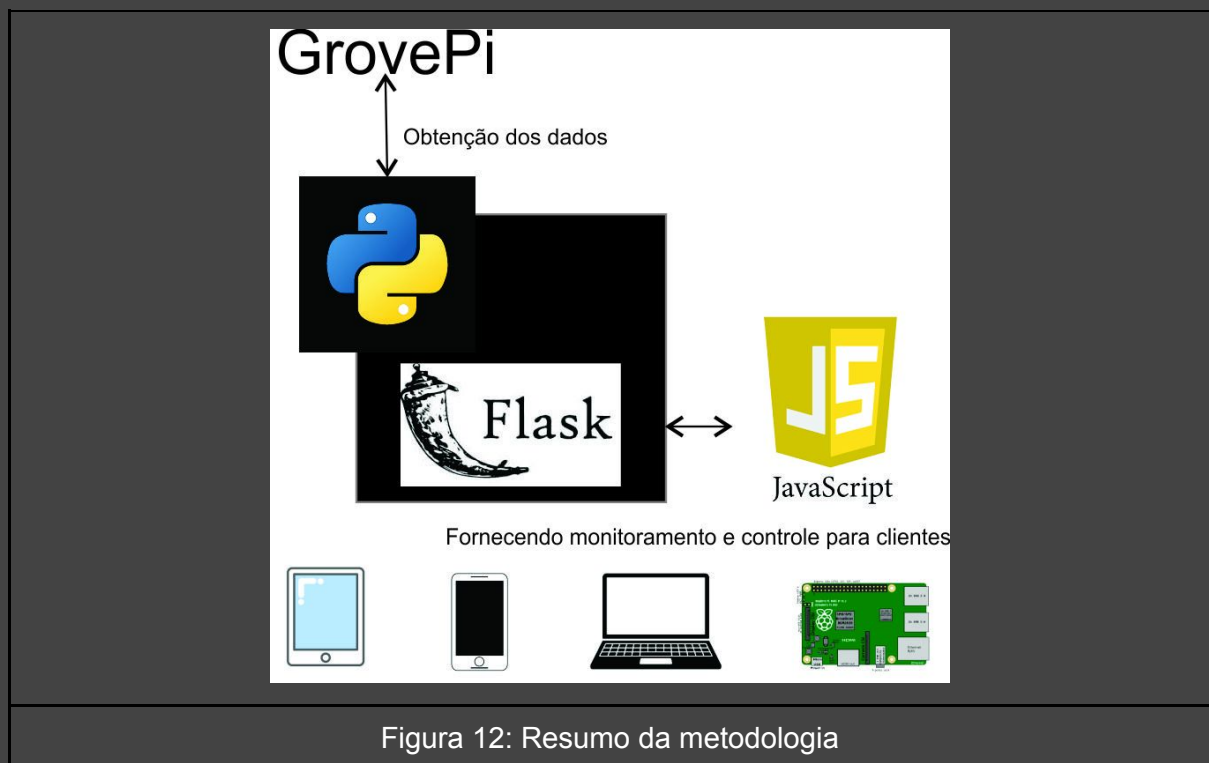 GrovePi
Obtenção dos dados
Flask
JS
JavaScript
Fornecendo monitoramento e controle para clientes
Figura 12: Resumo da metodologia